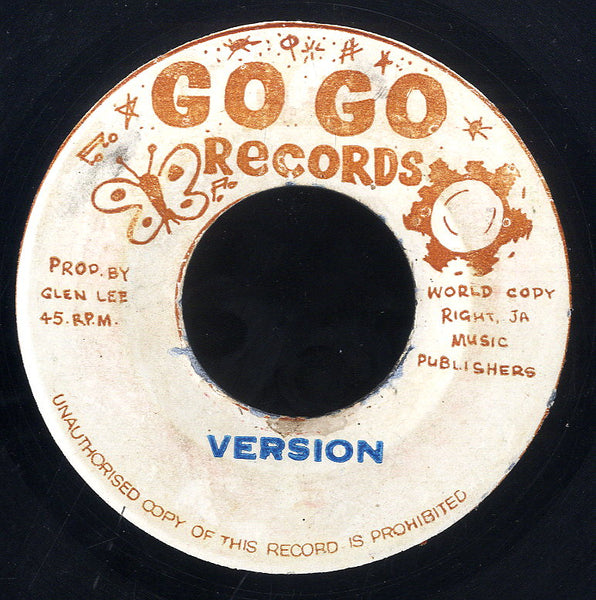 GO GO
RECORDS
PROD. BY
GLEN LEE
45. R.P.M.
WORLD COPY
RIGHT, JA
MUSIC
PUBLISHERS
VERSION
UNAUTHORISED COPY OF THIS RECORD IS PROHIBITED